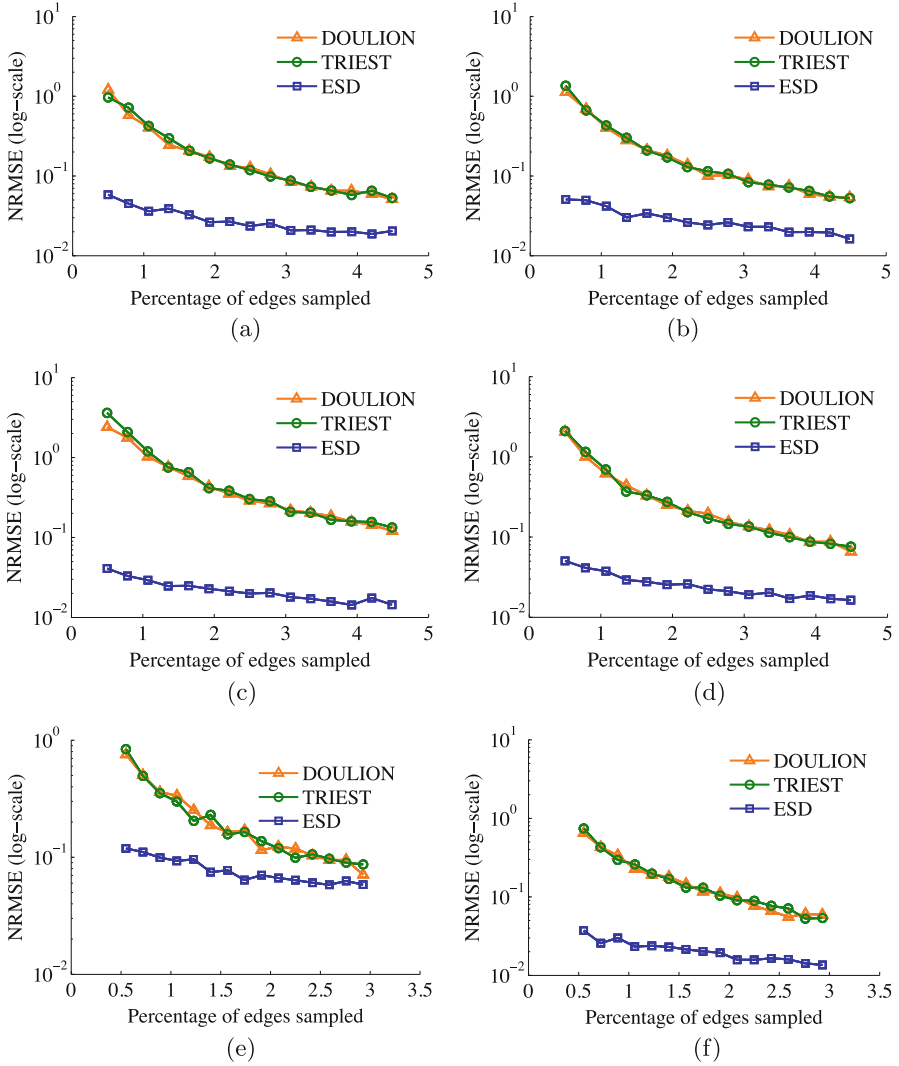 10^1
10^0
10^-1
10^-2
NRMSE (log-scale)
DOULION
TRIEST
ESD
0 1 2 3 4 5
Percentage of edges sampled
(a)
10^1
10^0
10^-1
10^-2
NRMSE (log-scale)
DOULION
TRIEST
ESD
0 1 2 3 4 5
Percentage of edges sampled
(b)
10^1
10^0
10^-1
10^-2
NRMSE (log-scale)
DOULION
TRIEST
ESD
0 1 2 3 4 5
Percentage of edges sampled
(c)
10^1
10^0
10^-1
10^-2
NRMSE (log-scale)
DOULION
TRIEST
ESD
0 1 2 3 4 5
Percentage of edges sampled
(d)
10^0
10^-1
10^-2
NRMSE (log-scale)
DOULION
TRIEST
ESD
0 0.5 1 1.5 2 2.5 3 3.5
Percentage of edges sampled
(e)
10^1
10^0
10^-1
10^-2
NRMSE (log-scale)
DOULION
TRIEST
ESD
0 0.5 1 1.5 2 2.5 3 3.5
Percentage of edges sampled
(f)